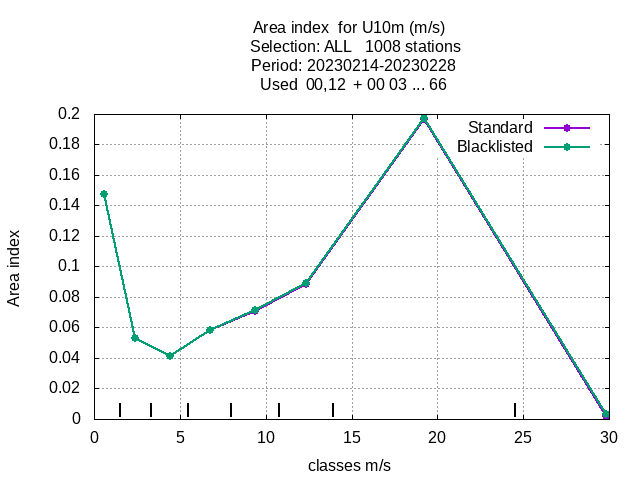 Area index  for U10m (m/s)
Selection: ALL   1008 stations
Period: 20230214-20230228
Used  00,12  + 00 03 ... 66
Standard
Blacklisted
0.2
0.18
0.16
0.14
0.12
0.1
0.08
0.06
0.04
0.02
0
Area index
0 5 10 15 20 25 30
classes m/s